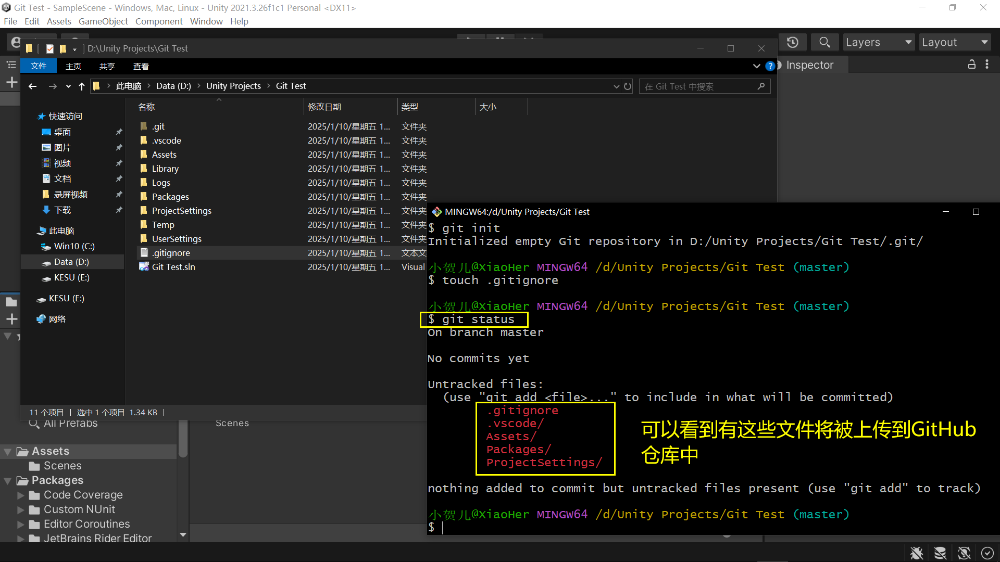 Git Test - SampleScene - Windows, Mac, Linux - Unity 2021.3.26f1c1 Personal <DX11>
File Edit Assets GameObject Component Window Help
Layers
Layout
Inspector
D:\Unity Projects\Git Test
文件 主页 共享 查看
此电脑 Data (D:) Unity Projects Git Test
在 Git Test 中搜索
名称 修改日期 类型 大小
快速访问
桌面
图片
视频
文档
录屏视频
下载
此电脑
Win10 (C:)
Data (D:)
KESU (E:)
KESU (E:)
网络
.git 2025/1/10/星期五 1... 文件夹
.vscode 2025/1/10/星期五 1... 文件夹
Assets 2025/1/10/星期五 1... 文件夹
Library 2025/1/10/星期五 1... 文件夹
Logs 2025/1/10/星期五 1... 文件夹
Packages 2025/1/10/星期五 1... 文件夹
ProjectSettings 2025/1/10/星期五 1... 文件夹
Temp 2025/1/10/星期五 1... 文件夹
UserSettings 2025/1/10/星期五 1... 文件夹
.gitignore 2025/1/10/星期五 1... 文本文
Git Test.sln 2025/1/10/星期五 1... Visual
11 个项目 选中 1 个项目 1.34 KB
MINGW64:/d/Unity Projects/Git Test
$ git init
Initialized empty Git repository in D:/Unity Projects/Git Test/.git/
小贺儿@XiaoHer MINGW64 /d/Unity Projects/Git Test (master)
$ touch .gitignore
小贺儿@XiaoHer MINGW64 /d/Unity Projects/Git Test (master)
$ git status
On branch master
No commits yet
Untracked files:
(use "git add <file>..." to include in what will be committed)
.gitignore
.vscode/
Assets/
Packages/
ProjectSettings/
可以看到有这些文件将被上传到GitHub
仓库中
nothing added to commit but untracked files present (use "git add" to track)
小贺儿@XiaoHer MINGW64 /d/Unity Projects/Git Test (master)
$
All Prefabs
Scenes
Assets
Scenes
Packages
Code Coverage
Custom NUnit
Editor Coroutines
JetBrains Rider Editor